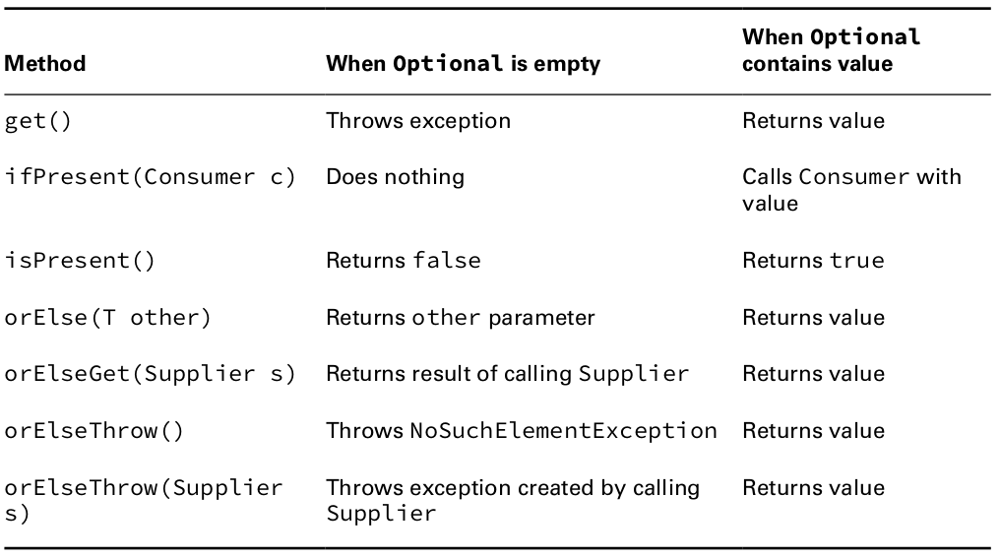 Method When Optional is empty When Optional contains value
get() Throws exception Returns value
ifPresent(Consumer c) Does nothing Calls Consumer with
value
isPresent() Returns false Returns true
orElse(T other) Returns other parameter Returns value
orElseGet(Supplier s) Returns result of calling Supplier Returns value
orElseThrow() Throws NoSuchElementException Returns value
orElseThrow(Supplier Throws exception created by calling Returns value
s) Supplier